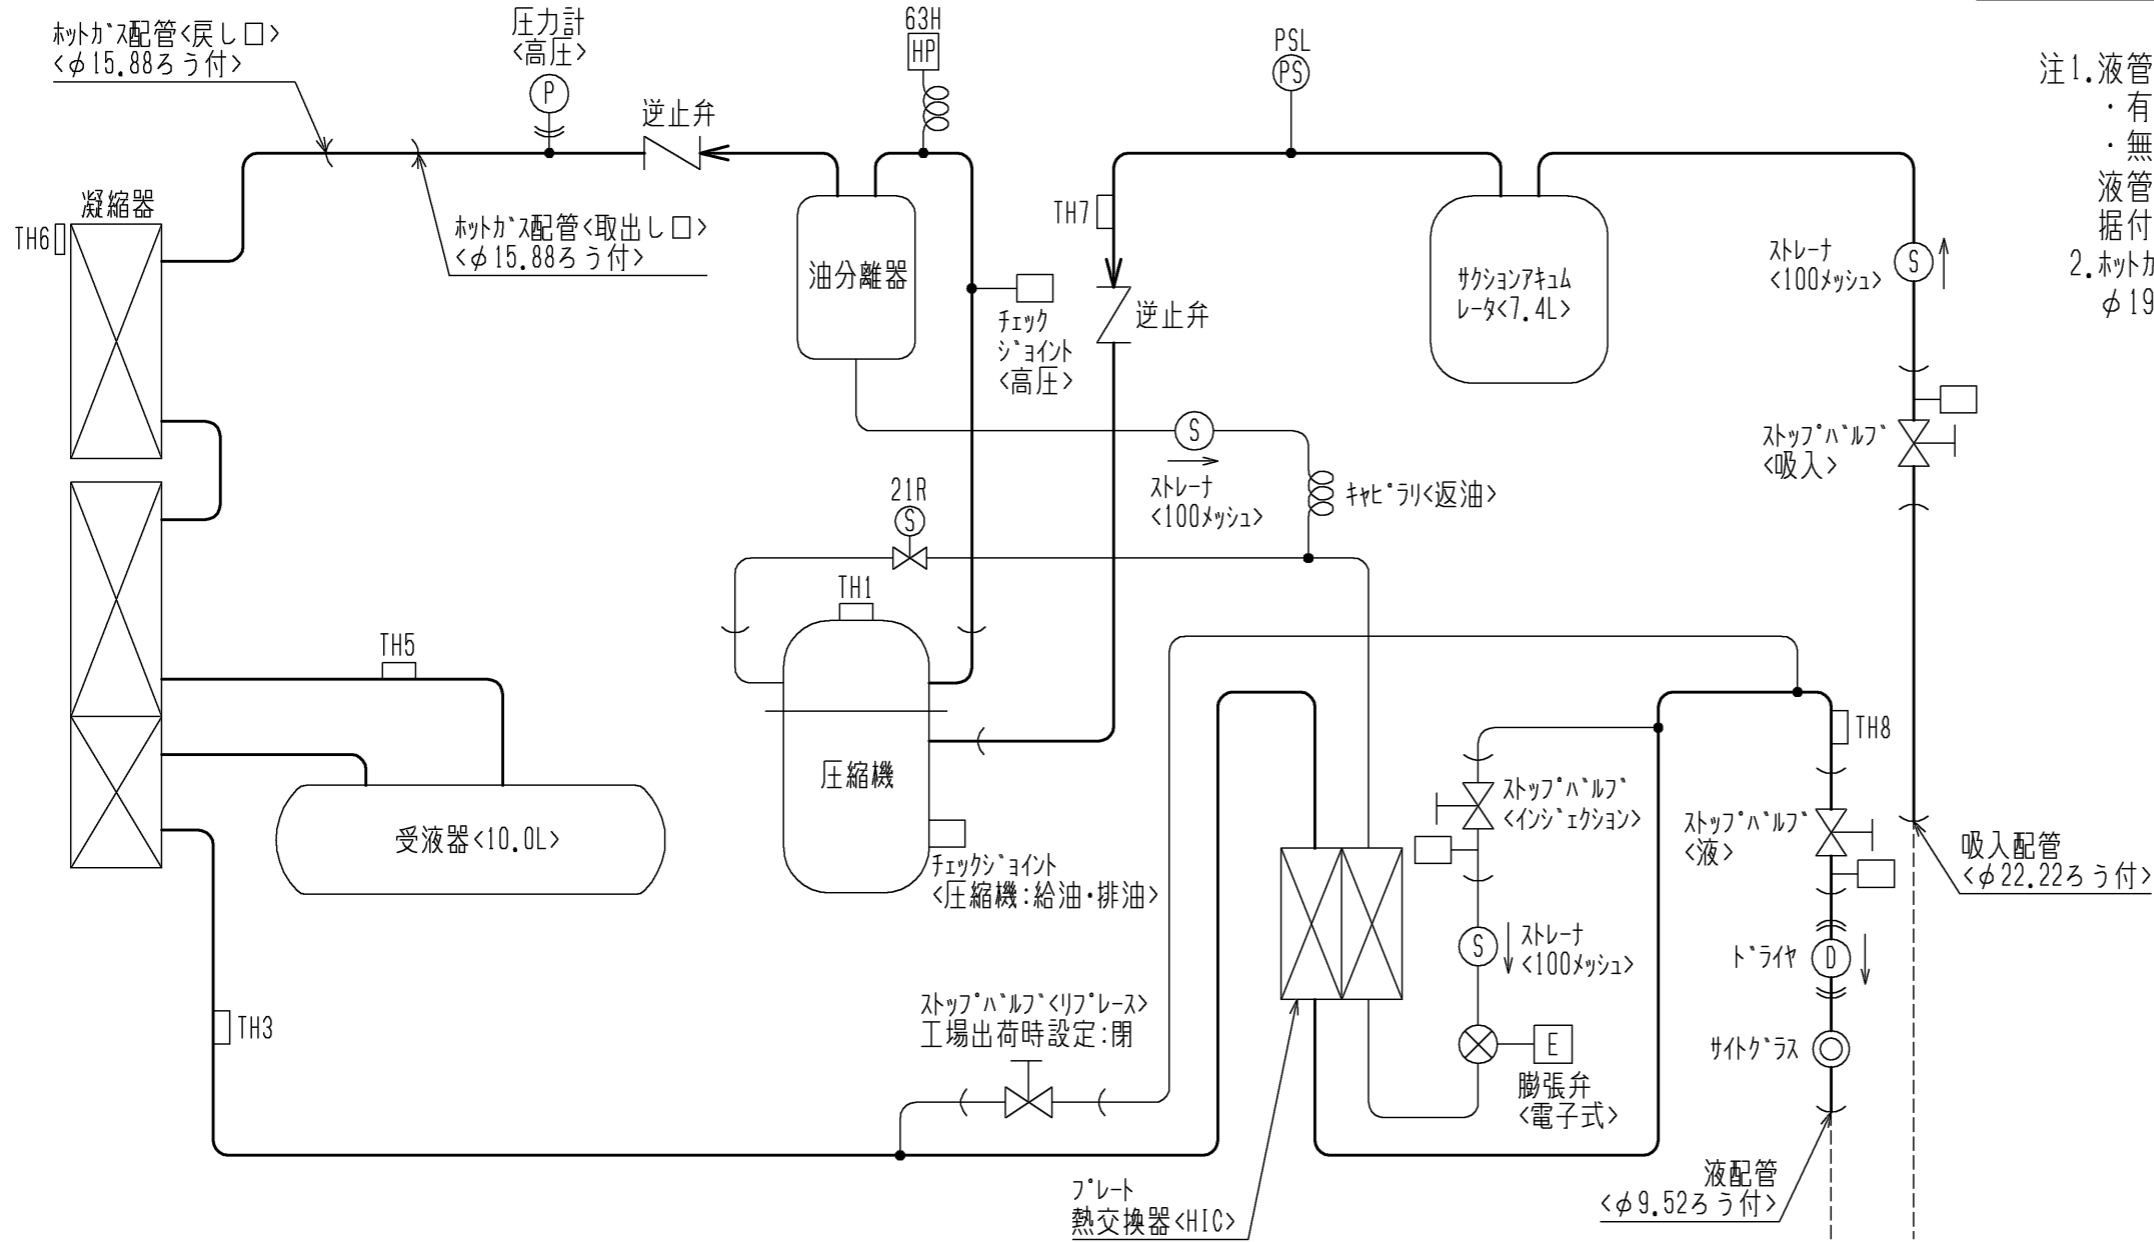 ﾎｯﾄｶﾞｽ配管<戻し口>
<φ15.88ろう付>
圧力計
<高圧>
P
逆止弁
63H
HP
PSL
PS
注1.液管
・有
・無
液管
据付
2.ﾎｯﾄｶ
φ19
凝縮器
TH6
ﾎｯﾄｶﾞｽ配管<取出し口>
<φ15.88ろう付>
油分離器
チェック
ｼﾞｮｲﾝﾄ
<高圧>
TH7
逆止弁
ｻｸｼｮﾝｱｷｭﾑ
ﾚｰﾀ<7.4L>
ｽﾄﾚｰﾅ
<100ﾒｯｼｭ>
S
ｽﾄｯﾌﾟﾊﾞﾙﾌﾞ
<吸入>
S
ｽﾄﾚｰﾅ
<100ﾒｯｼｭ>
ｷｬﾋﾟﾗﾘ<返油>
21R
S
TH1
TH5
圧縮機
受液器<10.0L>
ﾁｪｯｸｼﾞｮｲﾝﾄ
<圧縮機:給油・排油>
ｽﾄｯﾌﾟﾊﾞﾙﾌﾞ
<ｲﾝｼﾞｪｸｼｮﾝ>
TH8
ｽﾄｯﾌﾟﾊﾞﾙﾌﾞ
<液>
吸入配管
<φ22.22ろう付>
S
ｽﾄﾚｰﾅ
<100ﾒｯｼｭ>
ﾄﾞﾗｲﾔ
D
TH3
ｽﾄｯﾌﾟﾊﾞﾙﾌﾞ<ﾘﾌﾟﾚｰｽ>
工場出荷時設定:閉
E
膨張弁
<電子式>
ｻｲﾄｸﾞﾗｽ
ﾌﾟﾚｰﾄ
熱交換器<HIC>
液配管
<φ9.52ろう付>